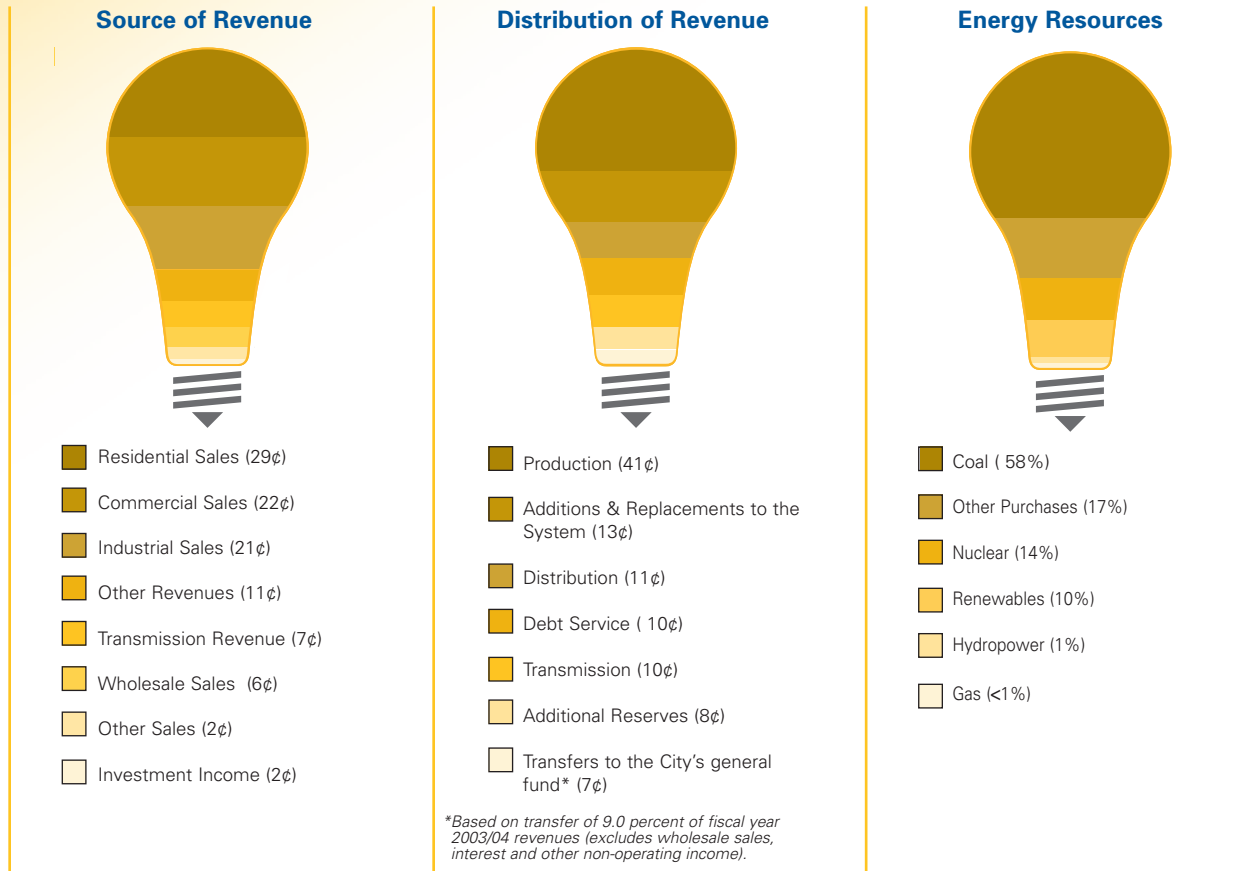 Source of Revenue
Residential Sales (29¢)
Commercial Sales (22¢)
Industrial Sales (21¢)
Other Revenues (11¢)
Transmission Revenue (7¢)
Wholesale Sales  (6¢)
Other Sales (2¢)
Investment Income (2¢)
Distribution of Revenue
Production (41¢)
Additions & Replacements to the
System (13¢)
Distribution (11¢)
Debt Service ( 10¢)
Transmission (10¢)
Additional Reserves (8¢)
Transfers to the City’s general
fund* (7¢)
*Based on transfer of 9.0 percent of fiscal year
2003/04 revenues (excludes wholesale sales,
interest and other non-operating income).
Energy Resources
Coal ( 58%)
Other Purchases (17%)
Nuclear (14%)
Renewables (10%)
Hydropower (1%)
Gas (<1%)